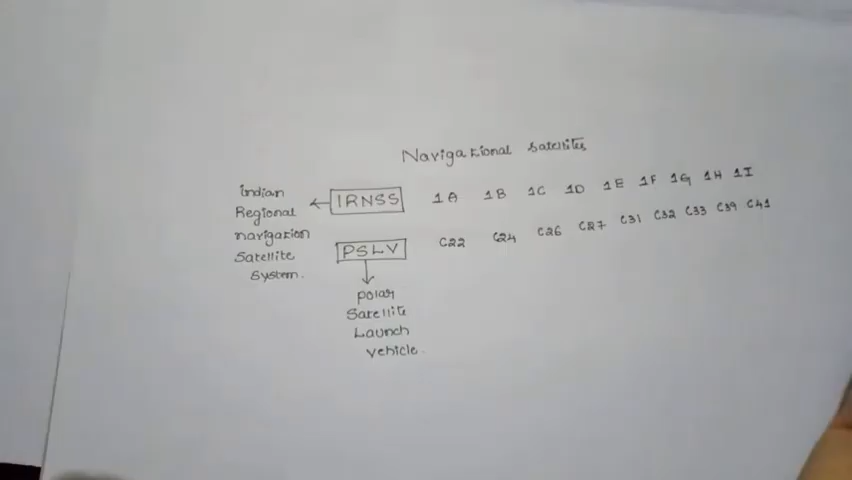 Navigational satellites
Indian
Regional
navigation
Satellite
System.
IRNSS 1A 1B 1C 1D 1E 1F 1G 1H 1I
PSLV C22 C24 C26 C27 C31 C32 C33 C39 C41
polar
Satellite
Launch
vehicle.